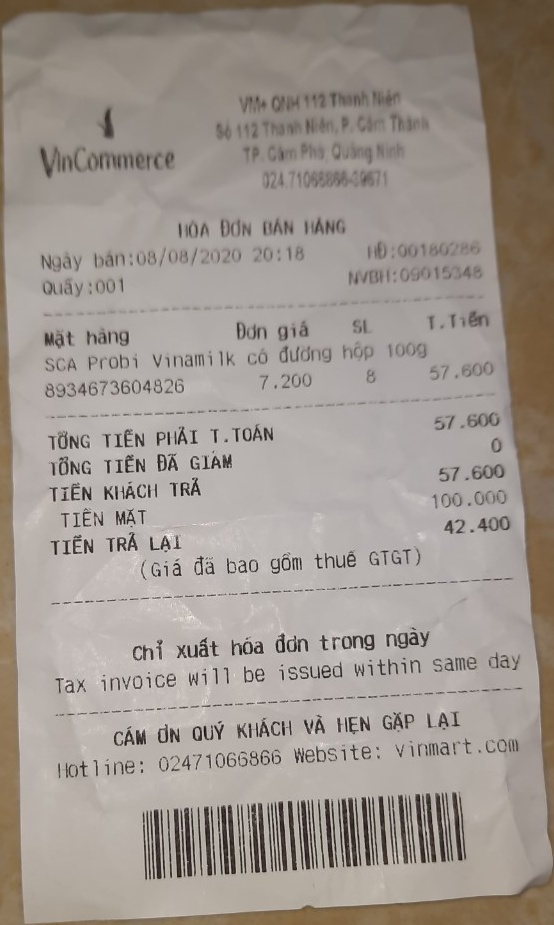 VinCommerce
VM+ QNH 112 Thanh Niên
Số 112 Thanh Niên, P. Cẩm Thành
TP. Cẩm Phả, Quảng Ninh
024.71066866-39671
HÓA ĐƠN BÁN HÀNG
Ngày bán:08/08/2020 20:18 HĐ:00180286
Quầy:001 NVBH:09015348
Mặt hàng Đơn giá SL T.Tiền
SCA Probi Vinamilk có đường hộp 100g
8934673604826 7.200 8 57.600
TỔNG TIỀN PHẢI T.TOÁN 57.600
TỔNG TIỀN ĐÃ GIẢM 0
TIỀN KHÁCH TRẢ 57.600
TIỀN MẶT 100.000
TIỀN TRẢ LẠI 42.400
(Giá đã bao gồm thuế GTGT)
Chỉ xuất hóa đơn trong ngày
Tax invoice will be issued within same day
CẢM ƠN QUÝ KHÁCH VÀ HẸN GẶP LẠI
Hotline: 02471066866 Website: vinmart.com